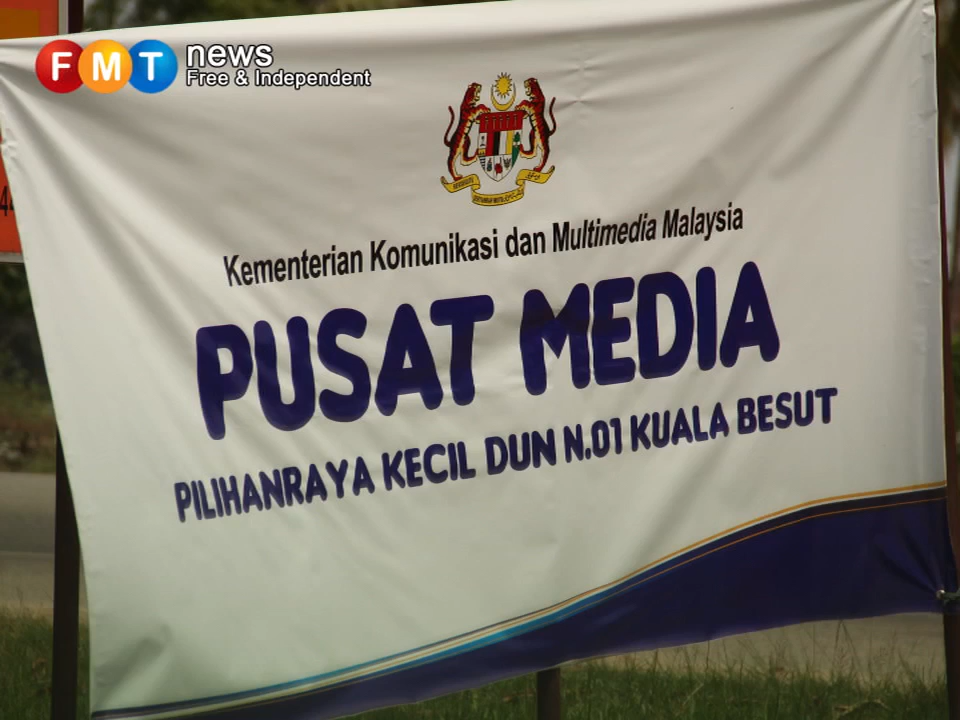 FMT news
Free & Independent
Kementerian Komunikasi dan Multimedia Malaysia
PUSAT MEDIA
PILIHANRAYA KECIL DUN N.01 KUALA BESUT